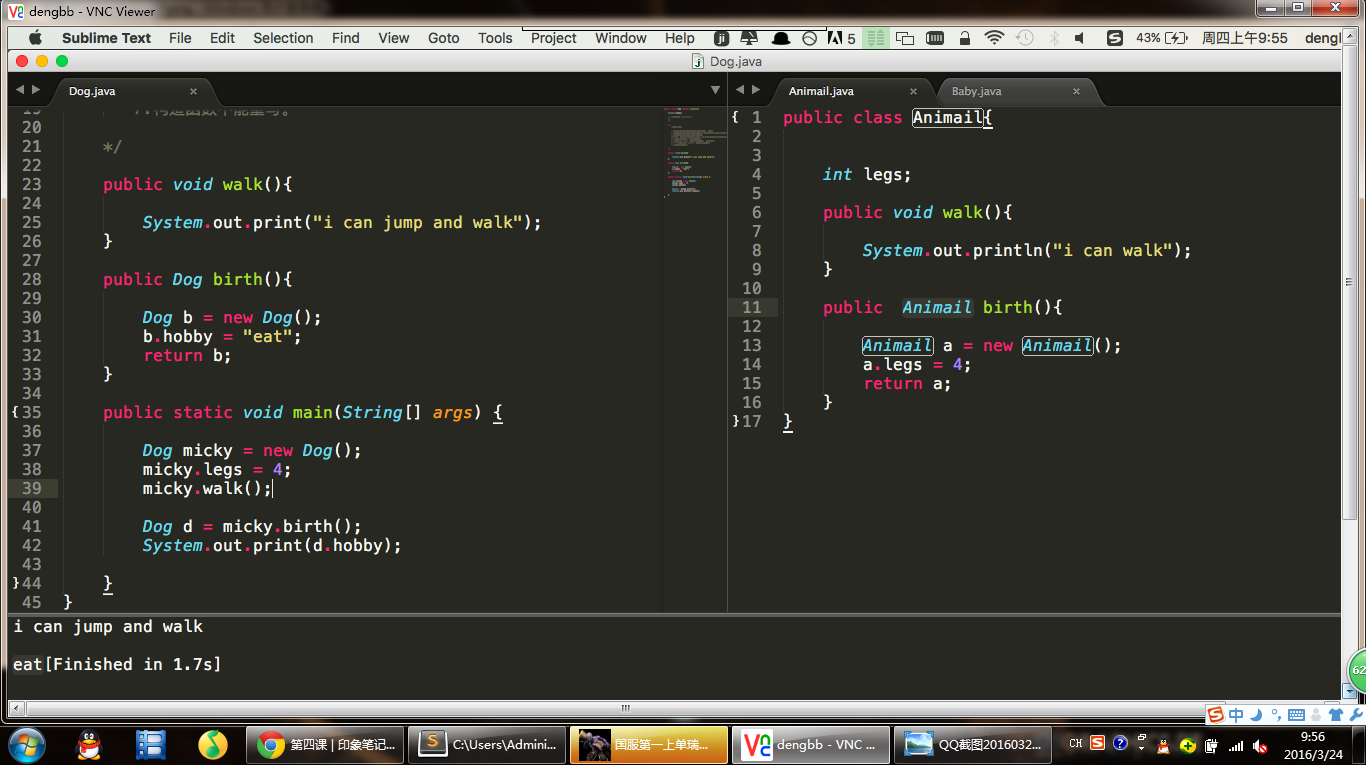 dengbb - VNC Viewer
Sublime Text File Edit Selection Find View Goto Tools Project Window Help 5 43% 周四上午9:55 dengl
Dog.java
Dog.java
Animail.java
Baby.java
20
21 */
22
23 public void walk(){
24
25 System.out.print("i can jump and walk");
26 }
27
28 public Dog birth(){
29
30 Dog b = new Dog();
31 b.hobby = "eat";
32 return b;
33 }
34
35 public static void main(String[] args) {
36
37 Dog micky = new Dog();
38 micky.legs = 4;
39 micky.walk();
40
41 Dog d = micky.birth();
42 System.out.print(d.hobby);
43
44 }
45 }
1 public class Animail{
2
3
4 int legs;
5
6 public void walk(){
7
8 System.out.println("i can walk");
9 }
10
11 public  Animail birth(){
12
13 Animail a = new Animail();
14 a.legs = 4;
15 return a;
16 }
17 }
i can jump and walk
eat[Finished in 1.7s]
62
中
第四课 | 印象笔记...
C:\Users\Admini...
国服第一上单瑞...
dengbb - VNC ...
QQ截图2016032...
CH
9:56
2016/3/24